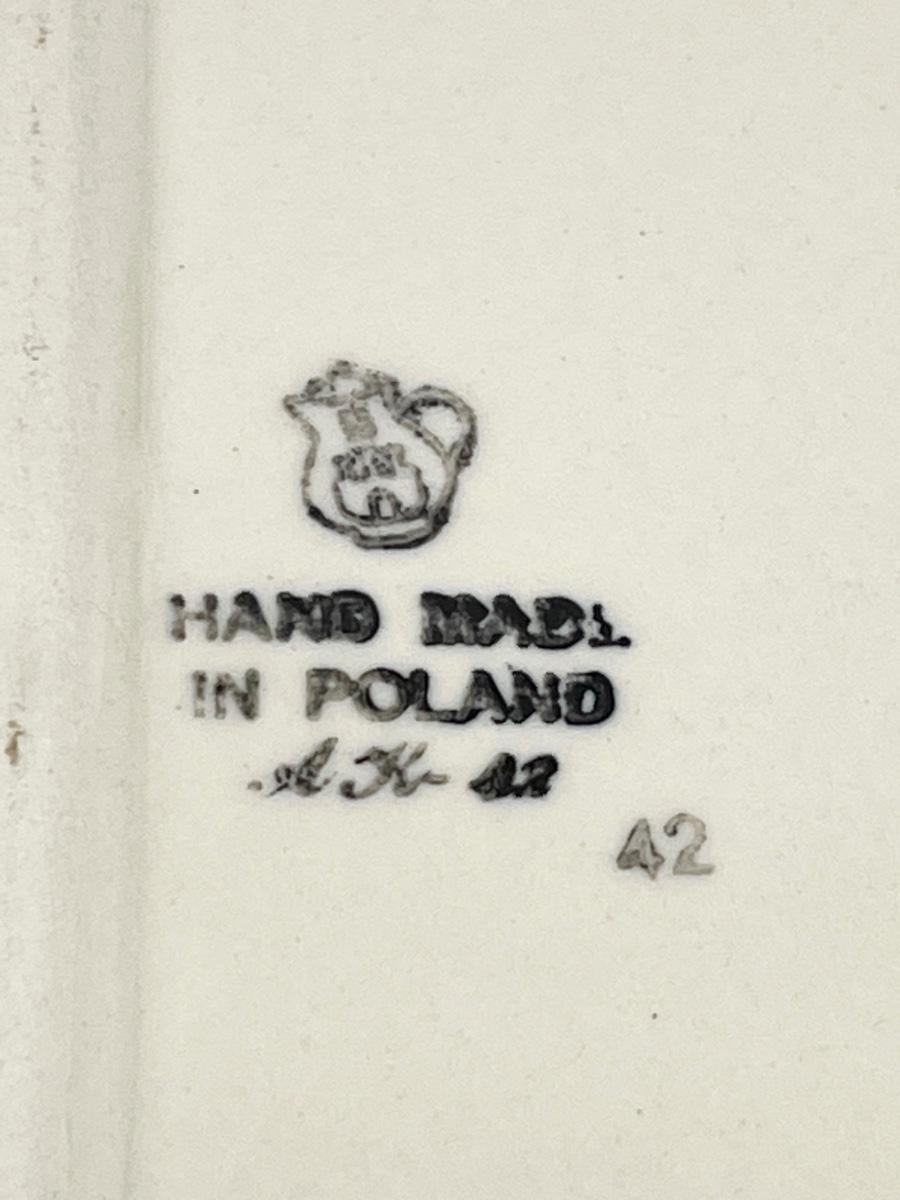 HAND MADE
IN POLAND
A K- 42
42